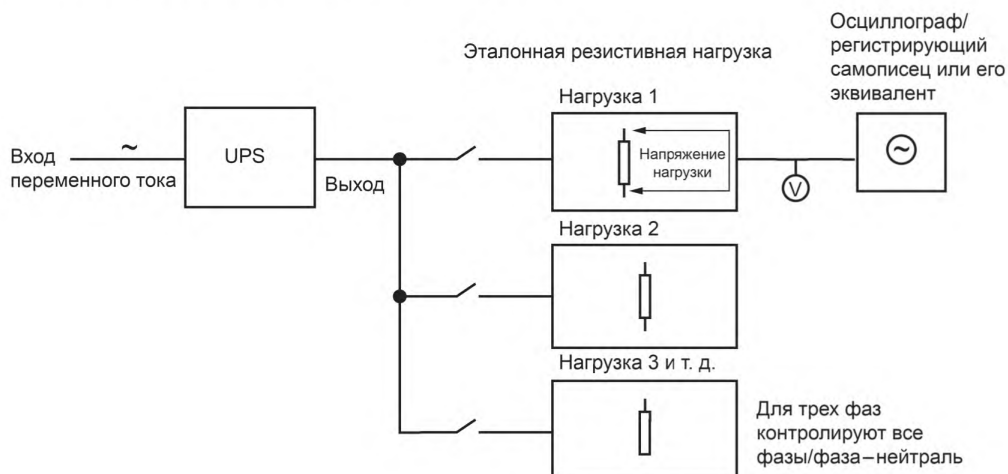 Осциллограф/
регистрирующий
самописец или его
эквивалент
Эталонная резистивная нагрузка
Нагрузка 1
Вход
переменного тока
~
UPS
Выход
Напряжение
нагрузки
V
~
Нагрузка 2
Нагрузка 3 и т. д.
Для трех фаз
контролируют все
фазы/фаза–нейтраль